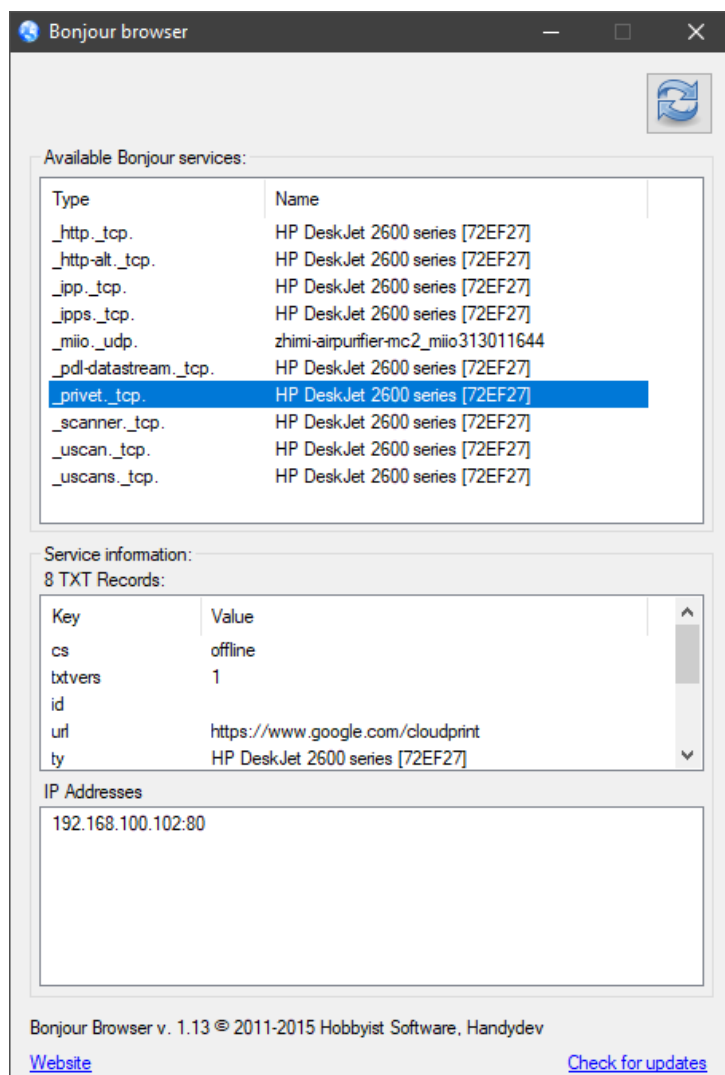 Bonjour browser
Available Bonjour services:
Type Name
_http._tcp. HP DeskJet 2600 series [72EF27]
_http-alt._tcp. HP DeskJet 2600 series [72EF27]
_ipp._tcp. HP DeskJet 2600 series [72EF27]
_ipps._tcp. HP DeskJet 2600 series [72EF27]
_miio._udp. zhimi-airpurifier-mc2_miio313011644
_pdl-datastream._tcp. HP DeskJet 2600 series [72EF27]
_privet._tcp. HP DeskJet 2600 series [72EF27]
_scanner._tcp. HP DeskJet 2600 series [72EF27]
_uscan._tcp. HP DeskJet 2600 series [72EF27]
_uscans._tcp. HP DeskJet 2600 series [72EF27]
Service information:
8 TXT Records:
Key Value
cs offline
txtvers 1
id
url https://www.google.com/cloudprint
ty HP DeskJet 2600 series [72EF27]
IP Addresses
192.168.100.102:80
Bonjour Browser v. 1.13 © 2011-2015 Hobbyist Software, Handydev
Website Check for updates